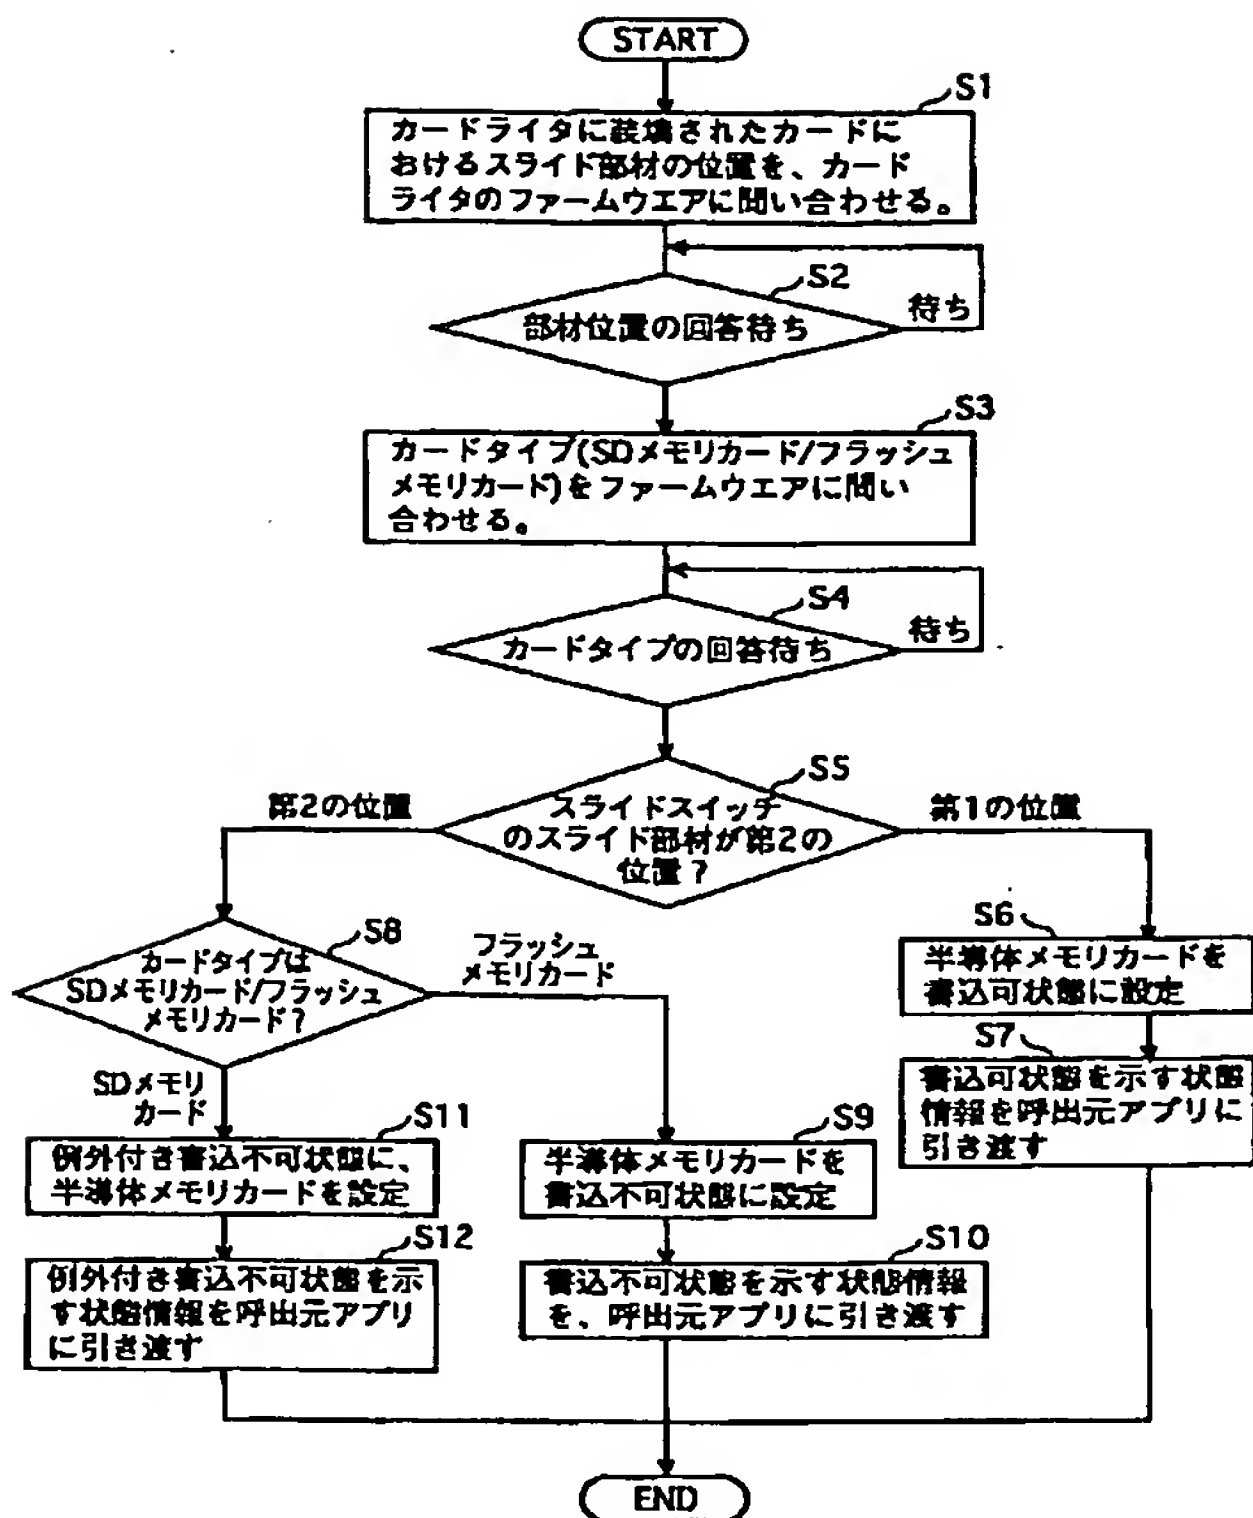 START
S1
カードライタに装填されたカードに
おけるスライド部材の位置を、カード
ライタのファームウエアに問い合わせる。
S2
部材位置の回答待ち
待ち
S3
カードタイプ(SDメモリカード/フラッシュ
メモリカード)をファームウエアに問い
合わせる。
S4
カードタイプの回答待ち
待ち
S5
スライドスイッチ
のスライド部材が第2の
位置?
第2の位置
第1の位置
S8
カードタイプは
SDメモリカード/フラッシュ
メモリカード?
フラッシュ
メモリカード
S6
半導体メモリカードを
書込可状態に設定
S7
書込可状態を示す状態
情報を呼出元アプリに
引き渡す
SDメモリ
カード
S11
例外付き書込不可状態に、
半導体メモリカードを設定
S9
半導体メモリカードを
書込不可状態に設定
S12
例外付き書込不可状態を示
す状態情報を呼出元アプリ
に引き渡す
S10
書込不可状態を示す状態情報
を、呼出元アプリに引き渡す
END